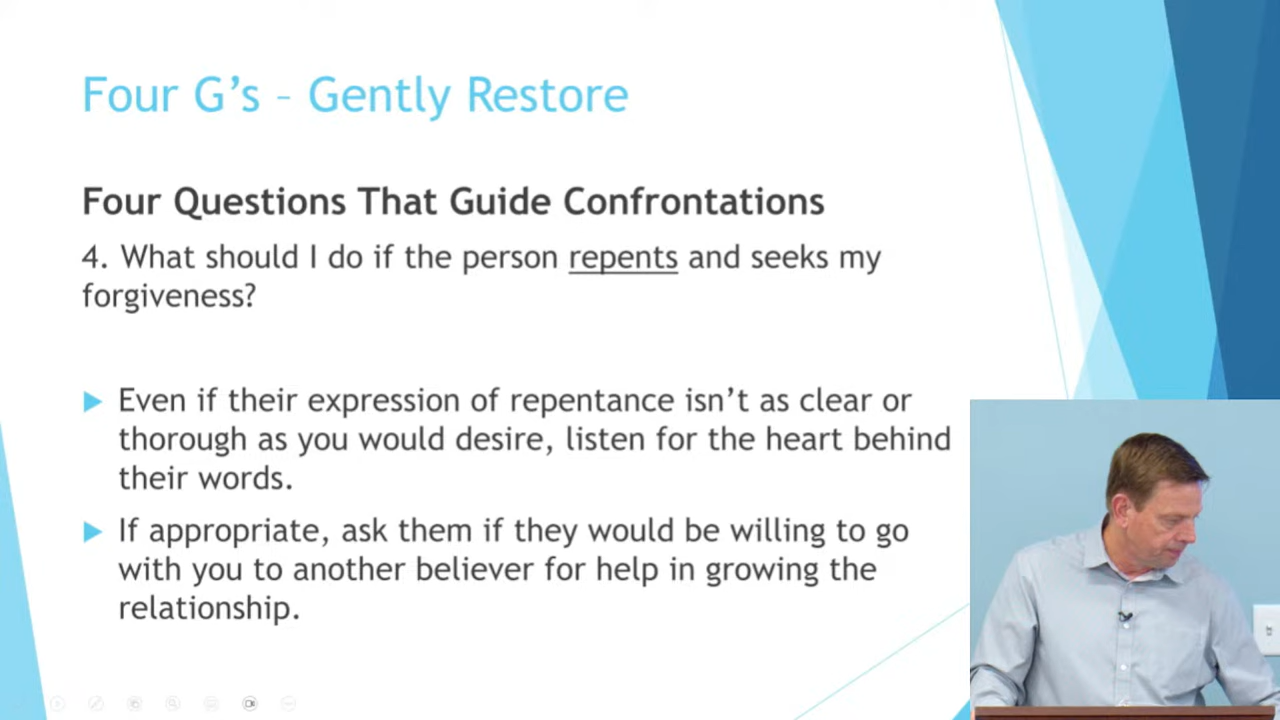 Four G’s – Gently Restore
Four Questions That Guide Confrontations
4. What should I do if the person repents and seeks my
forgiveness?
Even if their expression of repentance isn’t as clear or
thorough as you would desire, listen for the heart behind
their words.
If appropriate, ask them if they would be willing to go
with you to another believer for help in growing the
relationship.